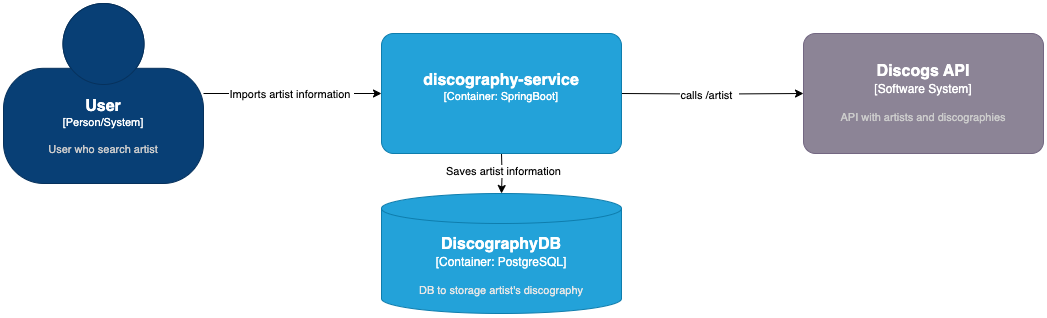 User
[Person/System]
User who search artist
Imports artist information
discography-service
[Container: SpringBoot]
calls /artist
Discogs API
[Software System]
API with artists and discographies
Saves artist information
DiscographyDB
[Container: PostgreSQL]
DB to storage artist's discography